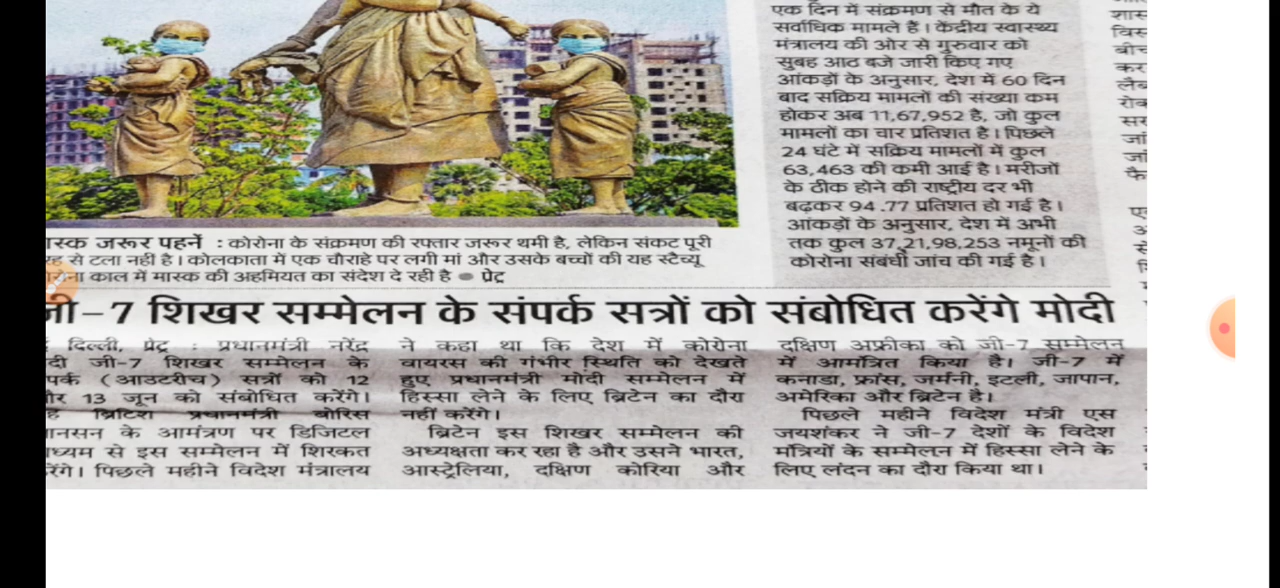 एक दिन में संक्रमण से मौत के ये
सर्वाधिक मामले हैं। केंद्रीय स्वास्थ्य
मंत्रालय की ओर से गुरुवार को
सुबह आठ बजे जारी किए गए
आंकड़ों के अनुसार, देश में 60 दिन
बाद सक्रिय मामलों की संख्या कम
होकर अब 11,67,952 है, जो कुल
मामलों का चार प्रतिशत है। पिछले
24 घंटे में सक्रिय मामलों में कुल
63,463 की कमी आई है। मरीजों
के ठीक होने की राष्ट्रीय दर भी
बढ़कर 94.77 प्रतिशत हो गई है।
आंकड़ों के अनुसार, देश में अभी
तक कुल 37,21,98,253 नमूनों की
कोरोना संबंधी जांच की गई है।
जरूर पहनें : कोरोना के संक्रमण की रफ्तार जरूर थमी है, लेकिन संकट पूरी
से टला नहीं है। कोलकाता में एक चौराहे पर लगी मां और उसके बच्चों की यह स्टैच्यू
काल में मास्क की अहमियत का संदेश दे रही है ● प्रेट्र
जी-7 शिखर सम्मेलन के संपर्क सत्रों को संबोधित करेंगे मोदी
दिल्ली, प्रेट्र : प्रधानमंत्री नरेंद्र
दी जी-7 शिखर सम्मेलन के
पर्क (आउटरीच) सत्रों को 12
र 13 जून को संबोधित करेंगे।
ब्रिटिश प्रधानमंत्री बोरिस
नसन के आमंत्रण पर डिजिटल
ध्यम से इस सम्मेलन में शिरकत
रेंगे। पिछले महीने विदेश मंत्रालय
ने कहा था कि देश में कोरोना
वायरस की गंभीर स्थिति को देखते
हुए प्रधानमंत्री मोदी सम्मेलन में
हिस्सा लेने के लिए ब्रिटेन का दौरा
नहीं करेंगे।
ब्रिटेन इस शिखर सम्मेलन की
अध्यक्षता कर रहा है और उसने भारत,
आस्ट्रेलिया, दक्षिण कोरिया और
दक्षिण अफ्रीका को जी-7 सम्मेलन
में आमंत्रित किया है। जी-7 में
कनाडा, फ्रांस, जर्मनी, इटली, जापान,
अमेरिका और ब्रिटेन है।
पिछले महीने विदेश मंत्री एस
जयशंकर ने जी-7 देशों के विदेश
मंत्रियों के सम्मेलन में हिस्सा लेने के
लिए लंदन का दौरा किया था।